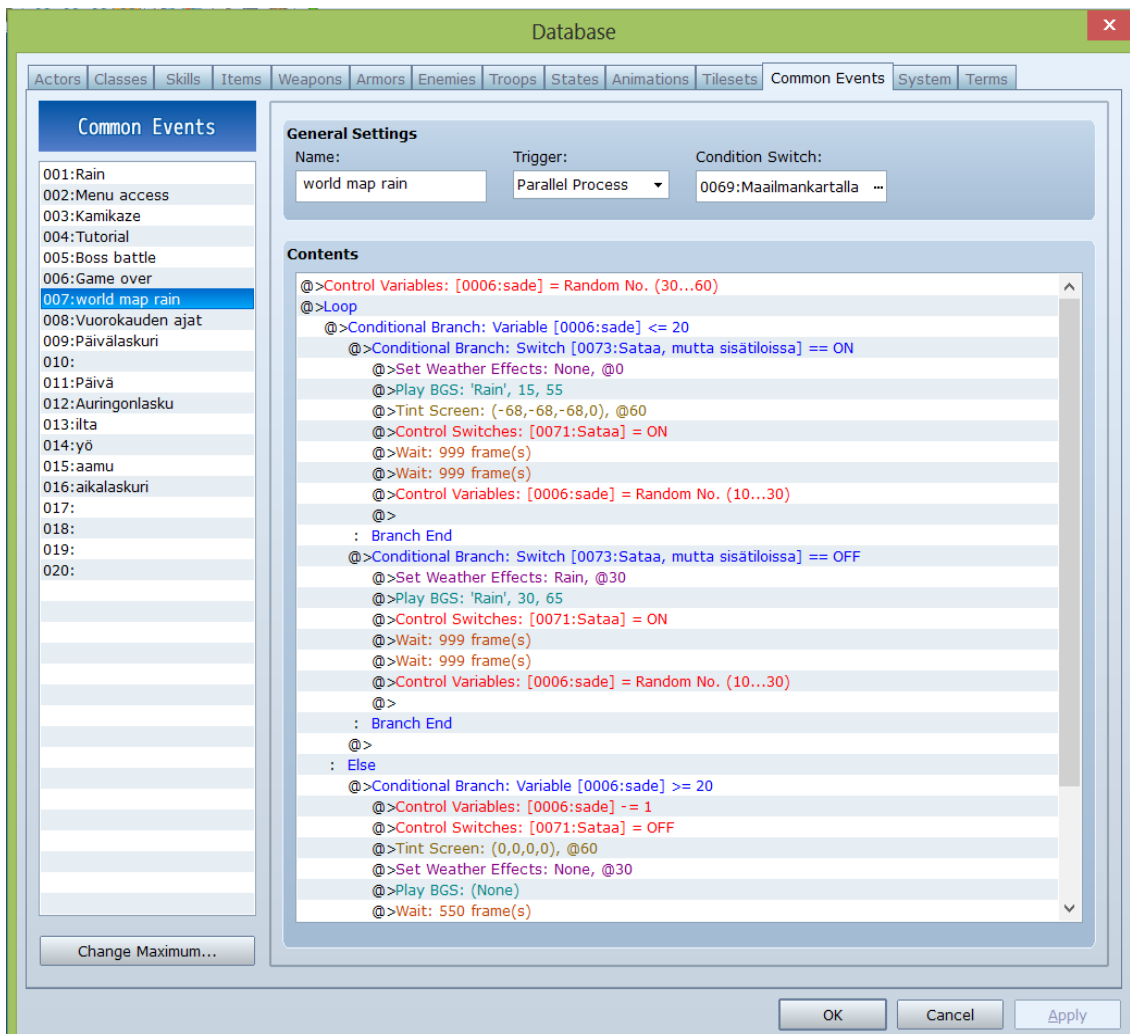 Database
Actors Classes Skills Items Weapons Armors Enemies Troops States Animations Tilesets Common Events System Terms
Common Events
001:Rain
002:Menu access
003:Kamikaze
004:Tutorial
005:Boss battle
006:Game over
007:world map rain
008:Vuorokauden ajat
009:Päivälaskuri
010:
011:Päivä
012:Auringonlasku
013:ilta
014:yö
015:aamu
016:aikalaskuri
017:
018:
019:
020:
Change Maximum...
General Settings
Name: Trigger: Condition Switch:
world map rain Parallel Process 0069:Maailmankartalla ...
Contents
@>Control Variables: [0006:sade] = Random No. (30...60)
@>Loop
@>Conditional Branch: Variable [0006:sade] <= 20
@>Conditional Branch: Switch [0073:Sataa, mutta sisätiloissa] == ON
@>Set Weather Effects: None, @0
@>Play BGS: 'Rain', 15, 55
@>Tint Screen: (-68,-68,-68,0), @60
@>Control Switches: [0071:Sataa] = ON
@>Wait: 999 frame(s)
@>Wait: 999 frame(s)
@>Control Variables: [0006:sade] = Random No. (10...30)
@>
: Branch End
@>Conditional Branch: Switch [0073:Sataa, mutta sisätiloissa] == OFF
@>Set Weather Effects: Rain, @30
@>Play BGS: 'Rain', 30, 65
@>Control Switches: [0071:Sataa] = ON
@>Wait: 999 frame(s)
@>Wait: 999 frame(s)
@>Control Variables: [0006:sade] = Random No. (10...30)
@>
: Branch End
@>
: Else
@>Conditional Branch: Variable [0006:sade] >= 20
@>Control Variables: [0006:sade] -= 1
@>Control Switches: [0071:Sataa] = OFF
@>Tint Screen: (0,0,0,0), @60
@>Set Weather Effects: None, @30
@>Play BGS: (None)
@>Wait: 550 frame(s)
OK Cancel Apply